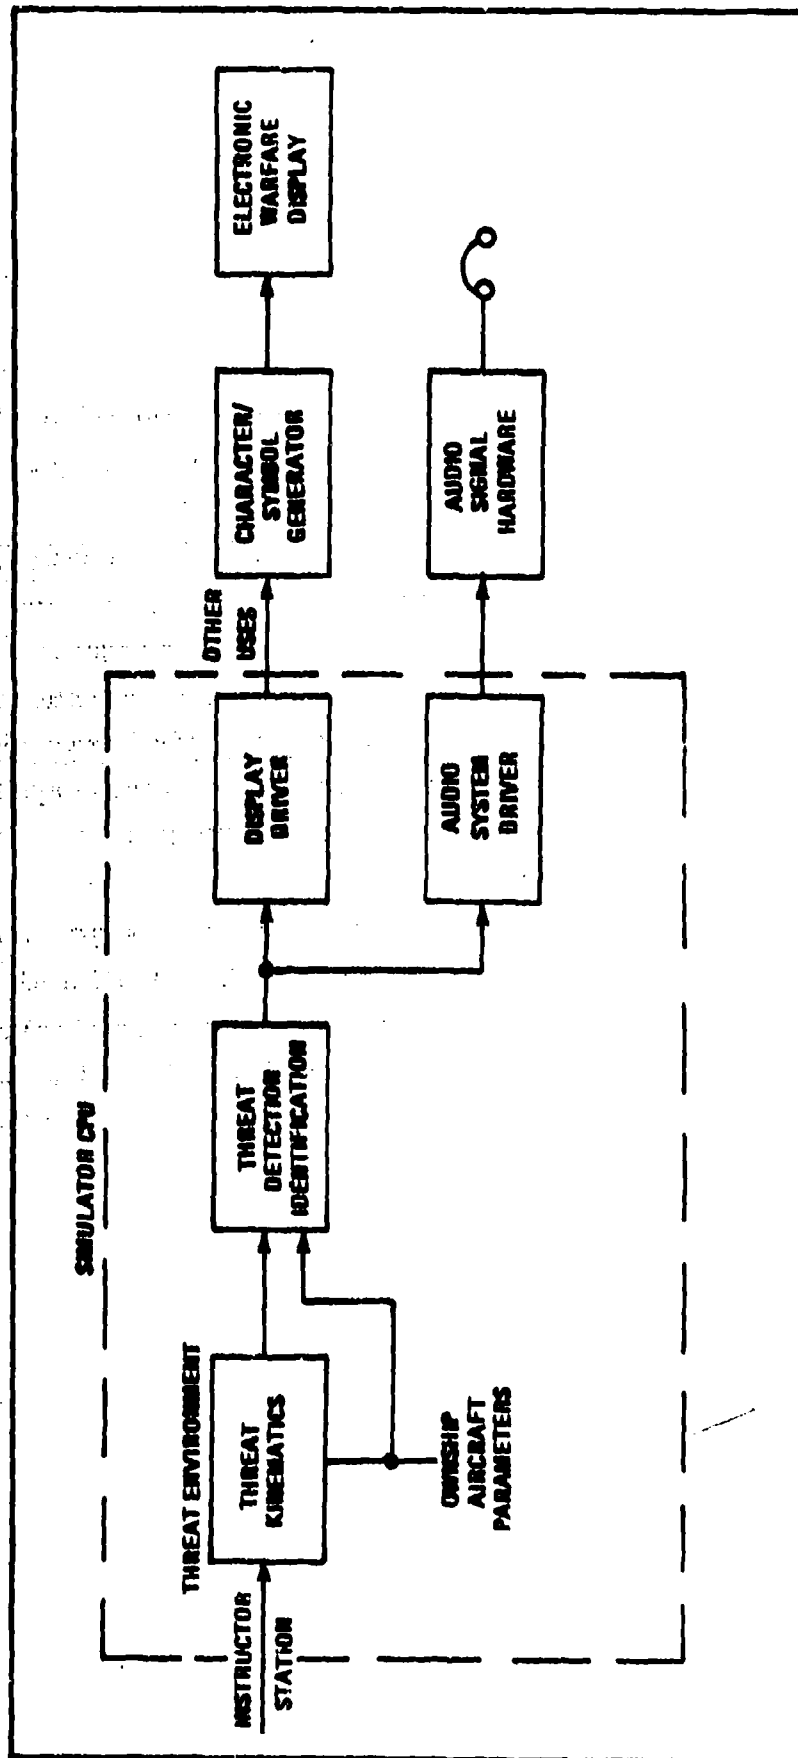 SIMULATOR CPU
THREAT ENVIRONMENT
INSTRUCTOR
STATION
THREAT
KINEMATICS
OWNSHIP
AIRCRAFT
PARAMETERS
THREAT
DETECTION
IDENTIFICATION
DISPLAY
DRIVER
AUDIO
SYSTEM
DRIVER
OTHER
USES
CHARACTER/
SYMBOL
GENERATOR
AUDIO
SIGNAL
HARDWARE
ELECTRONIC
WARFARE
DISPLAY